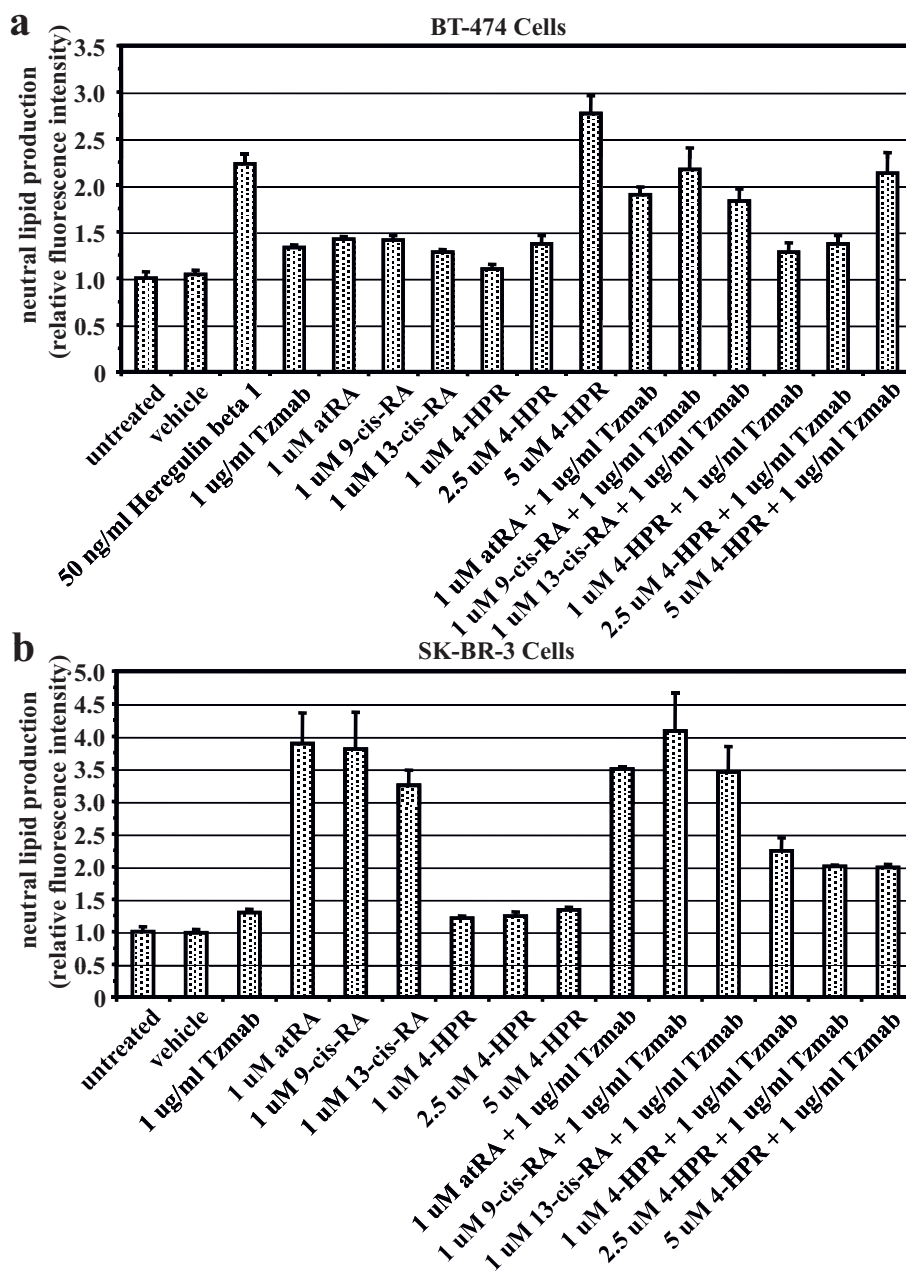 a
BT-474 Cells
neutral lipid production
(relative fluorescence intensity)
3.5
3.0
2.5
2.0
1.5
1.0
0.5
0
untreated
vehicle
50 ng/ml Heregulin beta 1
1 ug/ml Tzmab
1 uM atRA
1 uM 9-cis-RA
1 uM 13-cis-RA
1 uM 4-HPR
2.5 uM 4-HPR
5 uM 4-HPR
1 uM atRA + 1 ug/ml Tzmab
1 uM 9-cis-RA + 1 ug/ml Tzmab
1 uM 13-cis-RA + 1 ug/ml Tzmab
1 uM 4-HPR + 1 ug/ml Tzmab
2.5 uM 4-HPR + 1 ug/ml Tzmab
5 uM 4-HPR + 1 ug/ml Tzmab
b
SK-BR-3 Cells
neutral lipid production
(relative fluorescence intensity)
5.0
4.5
4.0
3.5
3.0
2.5
2.0
1.5
1.0
0.5
0
untreated
vehicle
1 ug/ml Tzmab
1 uM atRA
1 uM 9-cis-RA
1 uM 13-cis-RA
1 uM 4-HPR
2.5 uM 4-HPR
5 uM 4-HPR
1 uM atRA + 1 ug/ml Tzmab
1 uM 9-cis-RA + 1 ug/ml Tzmab
1 uM 13-cis-RA + 1 ug/ml Tzmab
1 uM 4-HPR + 1 ug/ml Tzmab
2.5 uM 4-HPR + 1 ug/ml Tzmab
5 uM 4-HPR + 1 ug/ml Tzmab